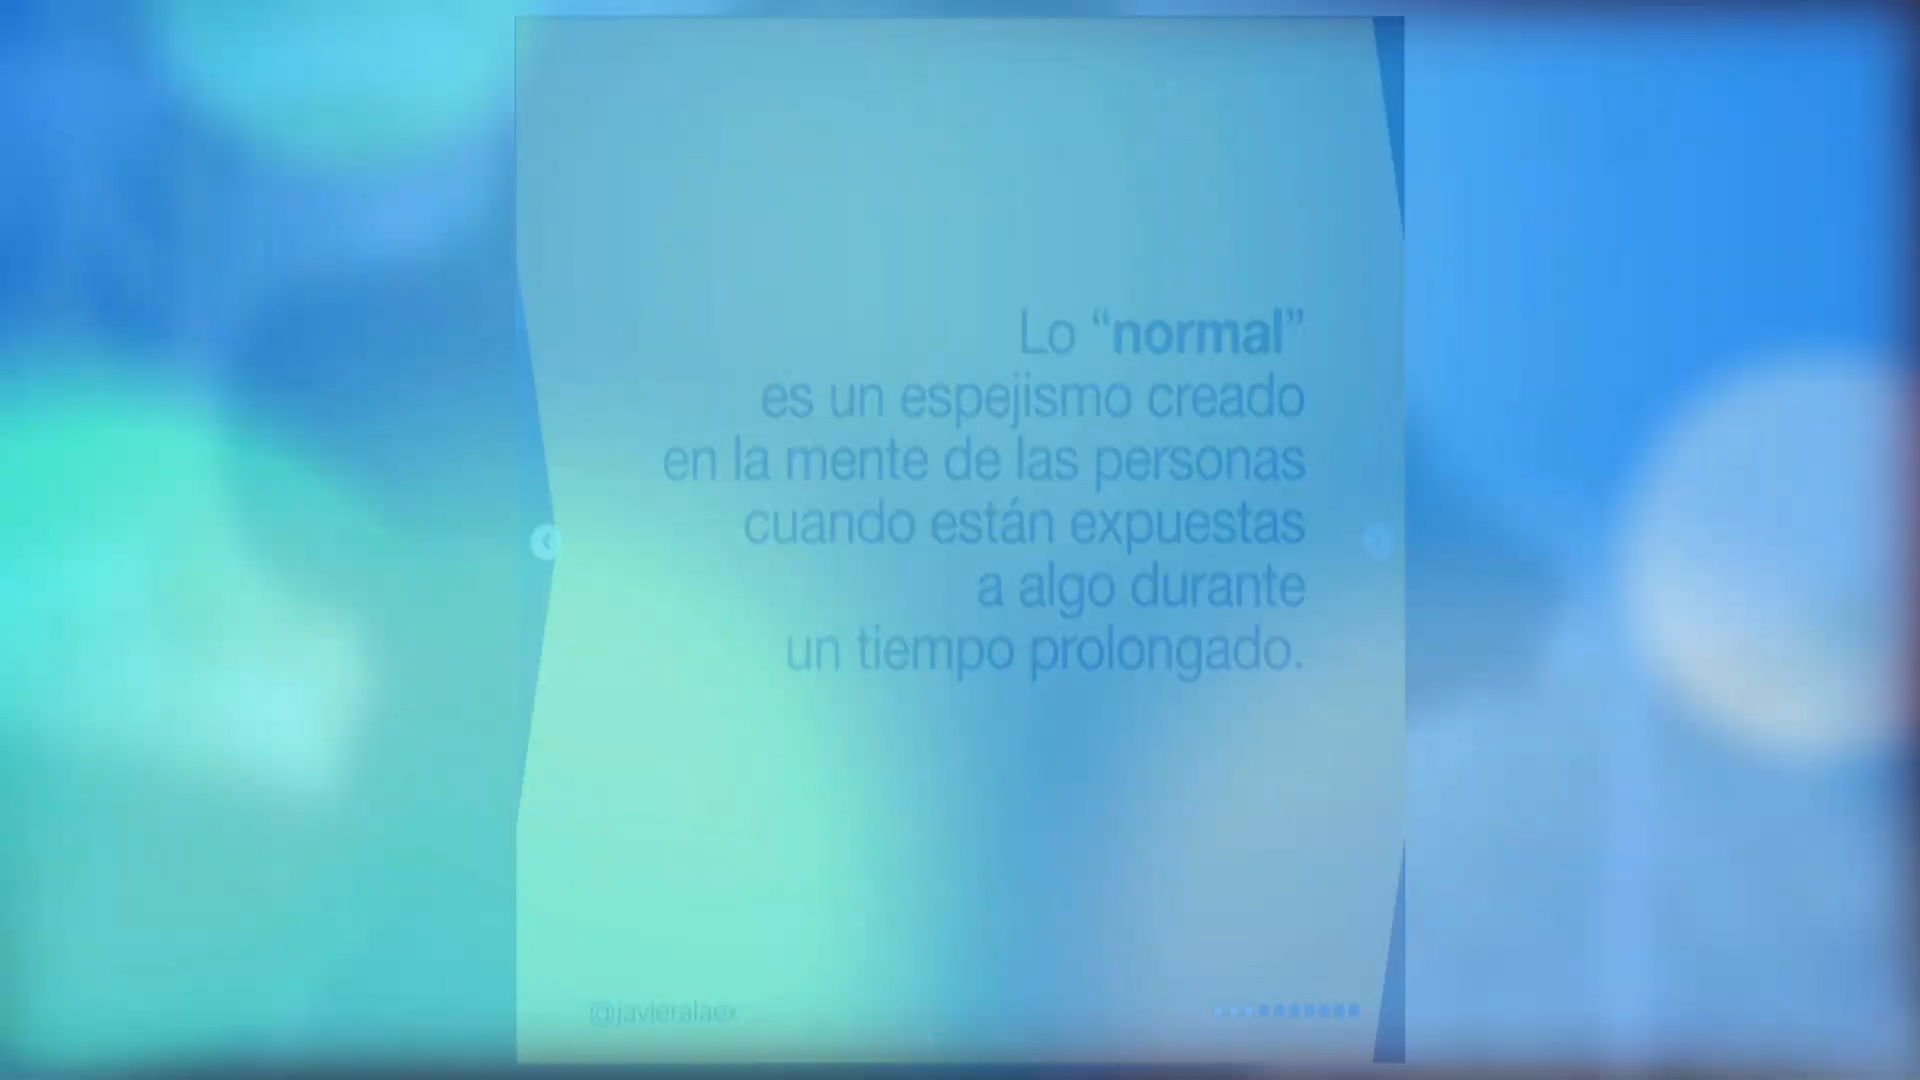 Lo “normal”
es un espejismo creado
en la mente de las personas
cuando están expuestas
a algo durante
un tiempo prolongado.